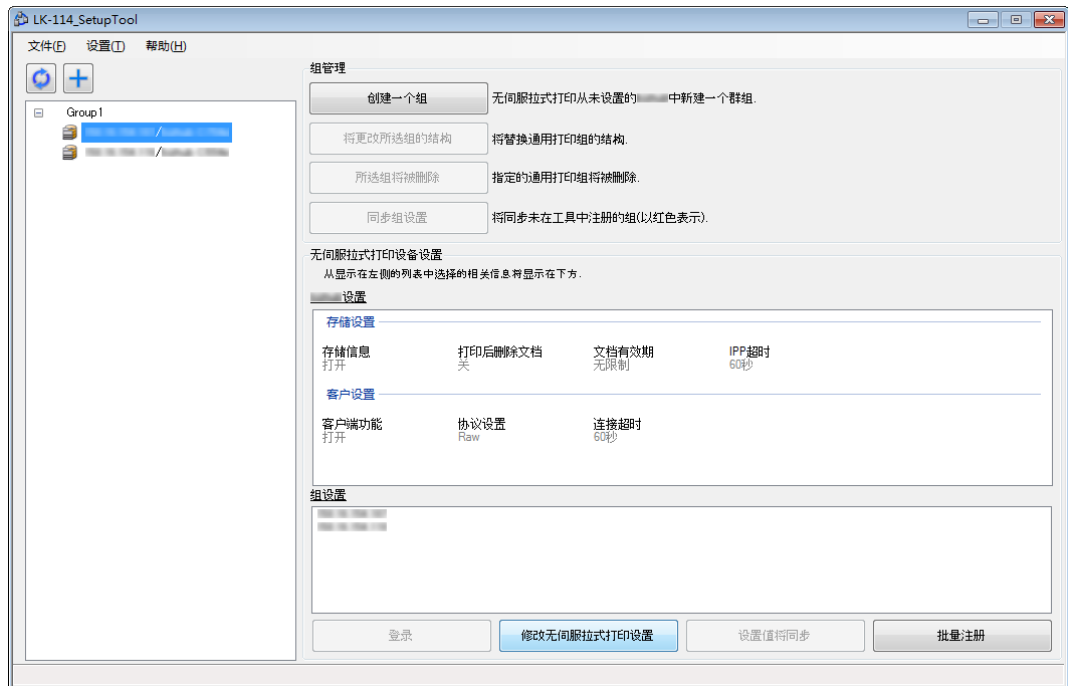 LK-114_SetupTool
文件(F) 设置(T) 帮助(H)
Group1
/
组管理
创建一个组 无伺服拉式打印从未设置的 中新建一个群组.
将更改所选组的结构 将替换通用打印组的结构.
所选组将被删除 指定的通用打印组将被删除.
同步组设置 将同步未在工具中注册的组(以红色表示).
无伺服拉式打印设备设置
从显示在左侧的列表中选择的相关信息将显示在下方.
设置
存储设置
存储信息 打印后删除文档 文档有效期 IPP超时
打开 关 无限制 60秒
客户设置
客户端功能 协议设置 连接超时
打开 Raw 60秒
组设置
登录 修改无伺服拉式打印设置 设置值将同步 批量注册